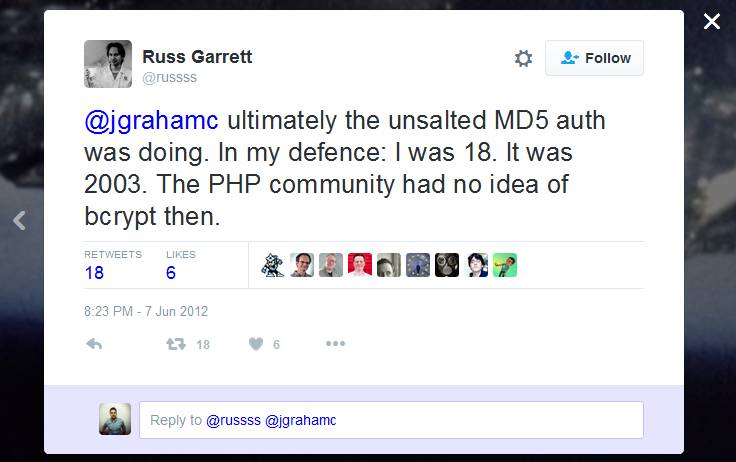 Russ Garrett
@russss
Follow
@jgrahamc ultimately the unsalted MD5 auth
was doing. In my defence: I was 18. It was
2003. The PHP community had no idea of
bcrypt then.
RETWEETS LIKES
18 6
8:23 PM - 7 Jun 2012
18 6
Reply to @russss @jgrahamc